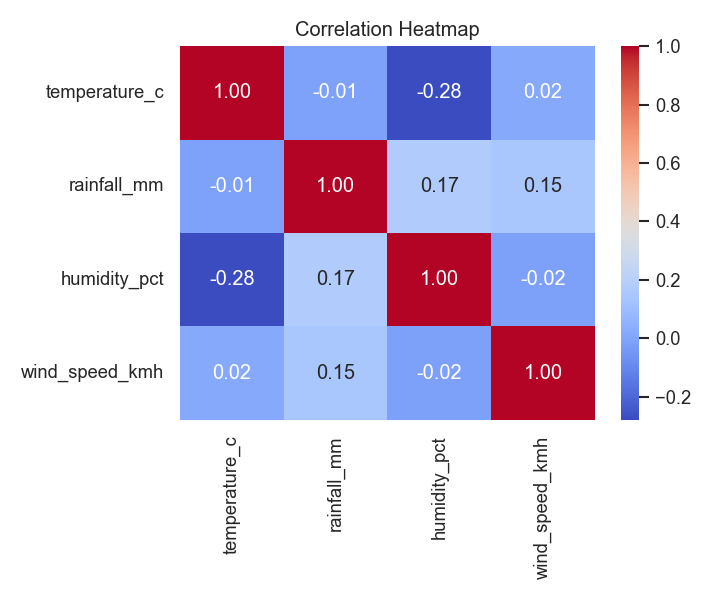 Correlation Heatmap
temperature_c 1.00 -0.01 -0.28 0.02
rainfall_mm -0.01 1.00 0.17 0.15
humidity_pct -0.28 0.17 1.00 -0.02
wind_speed_kmh 0.02 0.15 -0.02 1.00
temperature_c
rainfall_mm
humidity_pct
wind_speed_kmh
1.0
0.8
0.6
0.4
0.2
0.0
−0.2